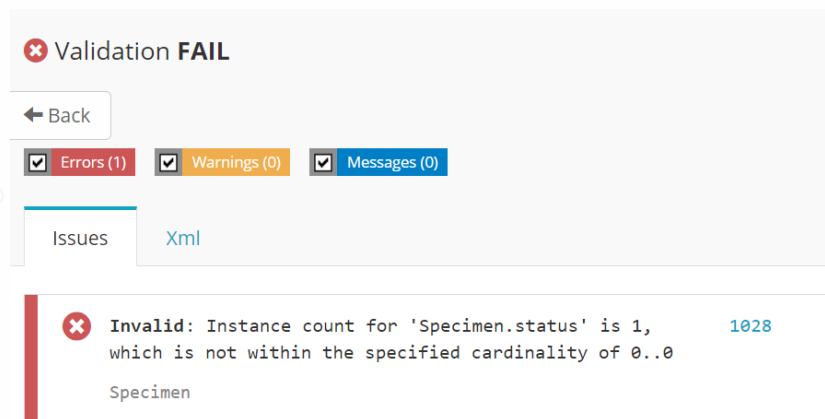 Validation FAIL
Back
Errors (1) Warnings (0) Messages (0)
Issues Xml
Invalid: Instance count for 'Specimen.status' is 1, 1028
which is not within the specified cardinality of 0..0
Specimen